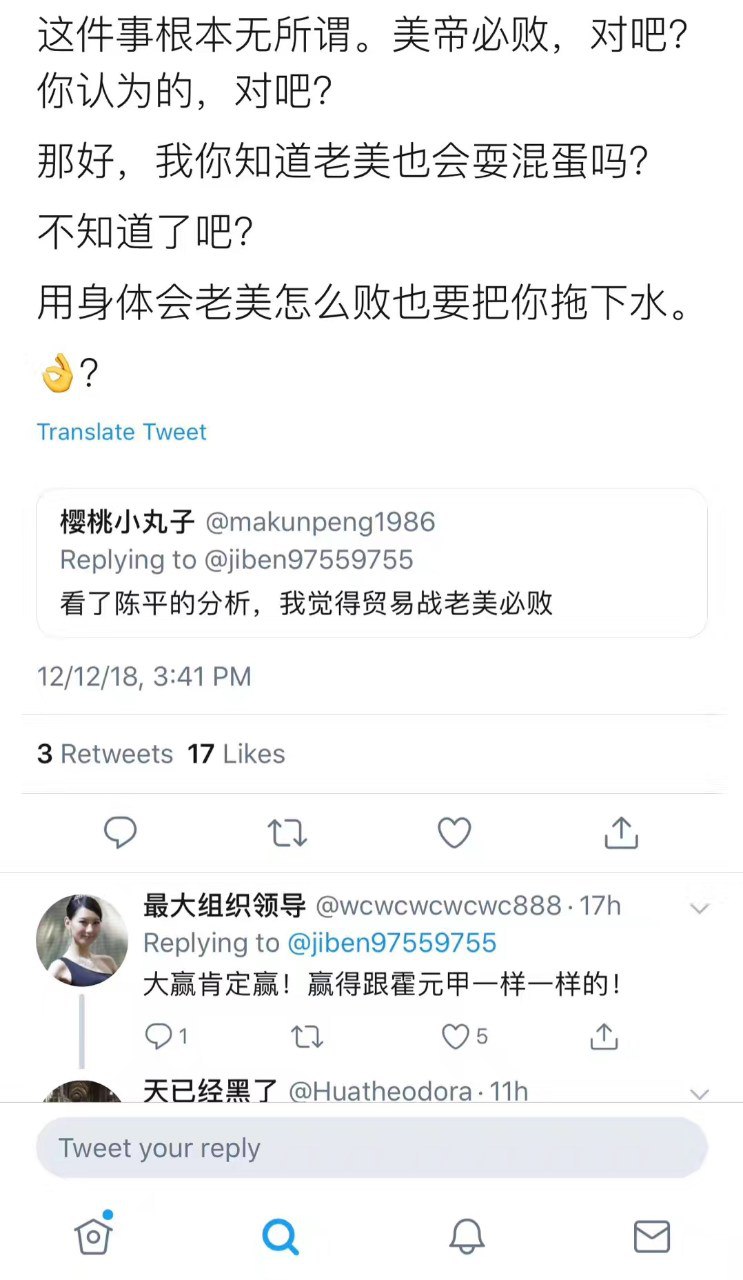 这件事根本无所谓。美帝必败，对吧？
你认为的，对吧？
那好，我你知道老美也会耍混蛋吗？
不知道了吧？
用身体会老美怎么败也要把你拖下水。
👌？
Translate Tweet
樱桃小丸子 @makunpeng1986
Replying to @jiben97559755
看了陈平的分析，我觉得贸易战老美必败
12/12/18, 3:41 PM
3 Retweets 17 Likes
最大组织领导 @wcwcwcwcwc888 · 17h
Replying to @jiben97559755
大赢肯定赢！赢得跟霍元甲一样一样的！
1 5
天已经黑了 @Huatheodora · 11h
Tweet your reply